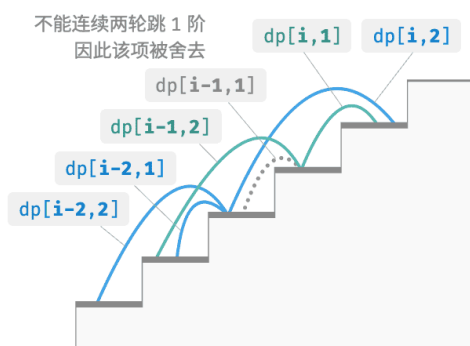 不能连续两轮跳 1 阶
因此该项被舍去
dp[i,1]
dp[i,2]
dp[i-1,1]
dp[i-1,2]
dp[i-2,1]
dp[i-2,2]